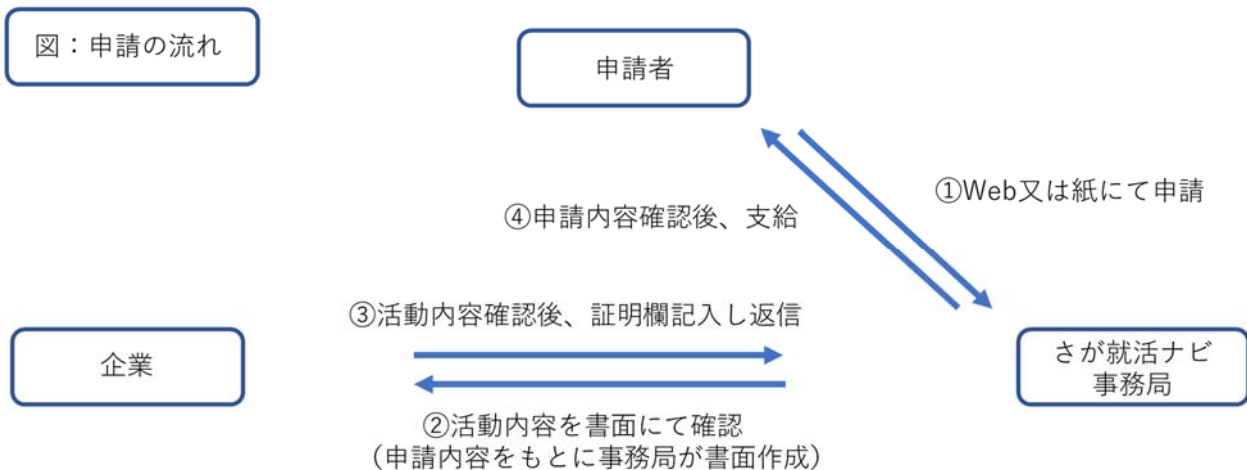 図：申請の流れ
申請者
①Web又は紙にて申請
④申請内容確認後、支給
③活動内容確認後、証明欄記入し返信
企業
さが就活ナビ
事務局
②活動内容を書面にて確認
（申請内容をもとに事務局が書面作成）